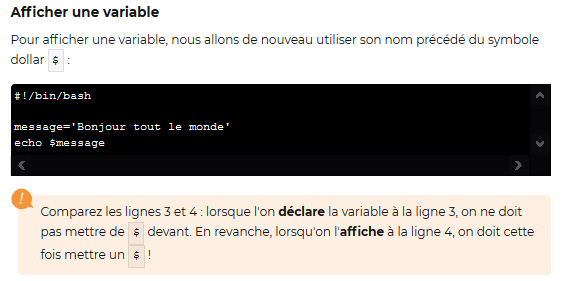 Afficher une variable
Pour afficher une variable, nous allons de nouveau utiliser son nom précédé du symbole
dollar $ :
#!/bin/bash
message='Bonjour tout le monde'
echo $message
!
Comparez les lignes 3 et 4 : lorsque l'on déclare la variable à la ligne 3, on ne doit
pas mettre de $ devant. En revanche, lorsqu'on l'affiche à la ligne 4, on doit cette
fois mettre un $ !